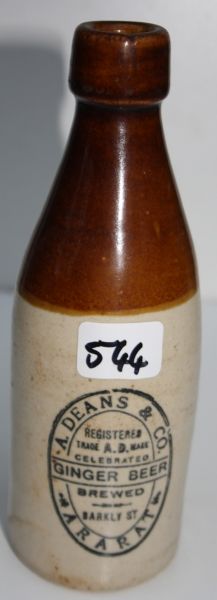 544
A. DEANS & CO.
REGISTERED
TRADE A.D. MARK
CELEBRATED
GINGER BEER
BREWED
BARKLY ST
ARARAT